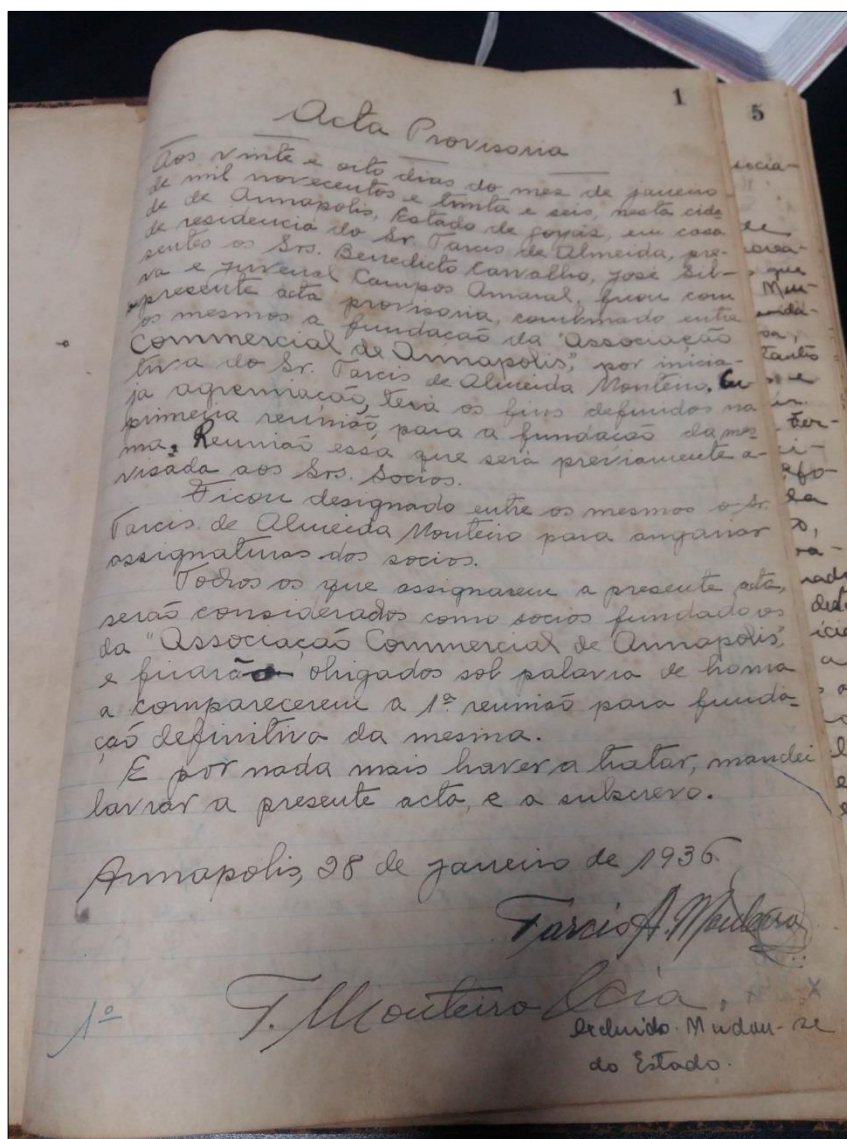 1
5
Acta Provisoria
Aos vinte e oito dias do mez de janeiro
de mil novecentos e trinta e seis, nesta cida
de de Annapolis, Estado de Goyaz, em casa
de residencia do Sr. Tarcis de Almeida, pre-
sentes os Srs. Benedicto Carvalho, José Sil-
va e Juvenal Campos Amaral, ficou com
a presente acta provisoria, combinado entre
os mesmos a fundação da "Associação
Commercial de Annapolis", por inicia-
tiva do Sr. Tarcis de Almeida Monteiro. Cu
ja agremiação, terá os fins definidos na
primeira reunião, para a fundação da mes
ma. Reunião essa que será previamente a-
visada aos Srs. Socios.
Ficou designado entre os mesmos o Sr.
Tarcis de Almeida Monteiro para angariar
assignaturas dos socios.
Todos os que assignarem a presente acta,
serão considerados como socios fundadores
da "Associação Commercial de Annapolis",
e ficarão obrigados sob palavra de honra
a comparecerem a 1ª reunião para funda-
ção definitiva da mesma.
E por nada mais haver a tratar, mandei
lavrar a presente acta, e a subscrevo.
Annapolis, 28 de janeiro de 1936.
Tarcis A. Monteiro
1º
T. Monteiro & Cia.
Excluido. Mudou-se
do Estado.